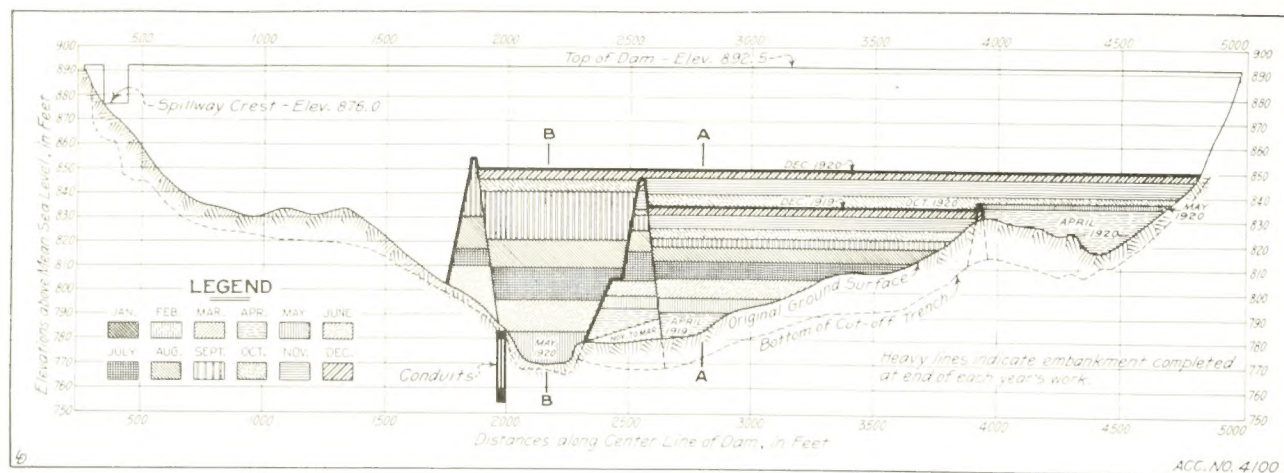 500 1000 1500 2000 2500 3000 3500 4000 4500 5000
Top of Dam - Elev. 892.5
Spillway Crest - Elev. 876.0
Elevations above Mean Sea Level, in Feet
900
890
880
870
860
850
840
830
820
810
800
790
780
770
760
750
900
890
880
870
860
850
840
830
820
810
800
790
780
770
760
750
B
A
DEC. 1920
DEC. 1919
OCT. 1920
MAY 1920
APRIL 1920
LEGEND
JAN. FEB. MAR. APR. MAY JUNE
JULY AUG. SEPT. OCT. NOV. DEC.
APRIL 1919
NOV. TO MAR.
MAY 1920
Original Ground Surface
Bottom of Cut-off Trench
Conduits
B
A
Heavy lines indicate embankment completed
at end of each year's work.
500 1000 1500 2000 2500 3000 3500 4000 4500 5000
Distances along Center Line of Dam, in Feet
ACC. NO. 4100